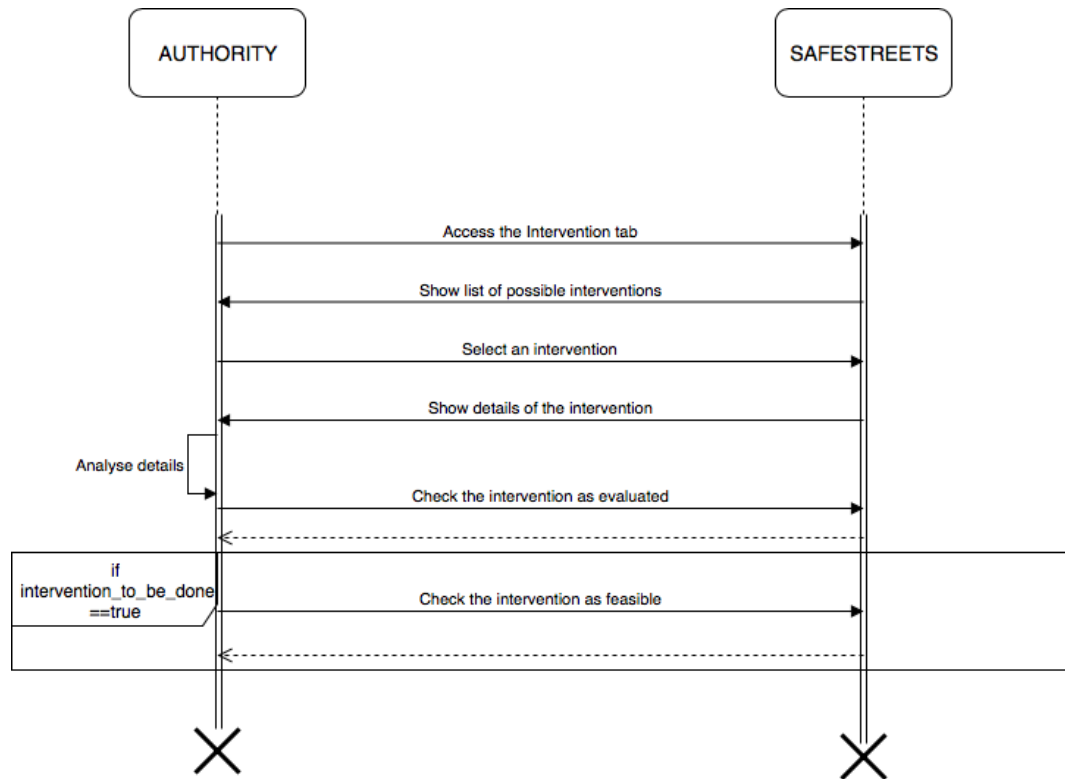 AUTHORITY
SAFESTREETS
Access the Intervention tab
Show list of possible interventions
Select an intervention
Show details of the intervention
Analyse details
Check the intervention as evaluated
if
intervention_to_be_done
==true
Check the intervention as feasible